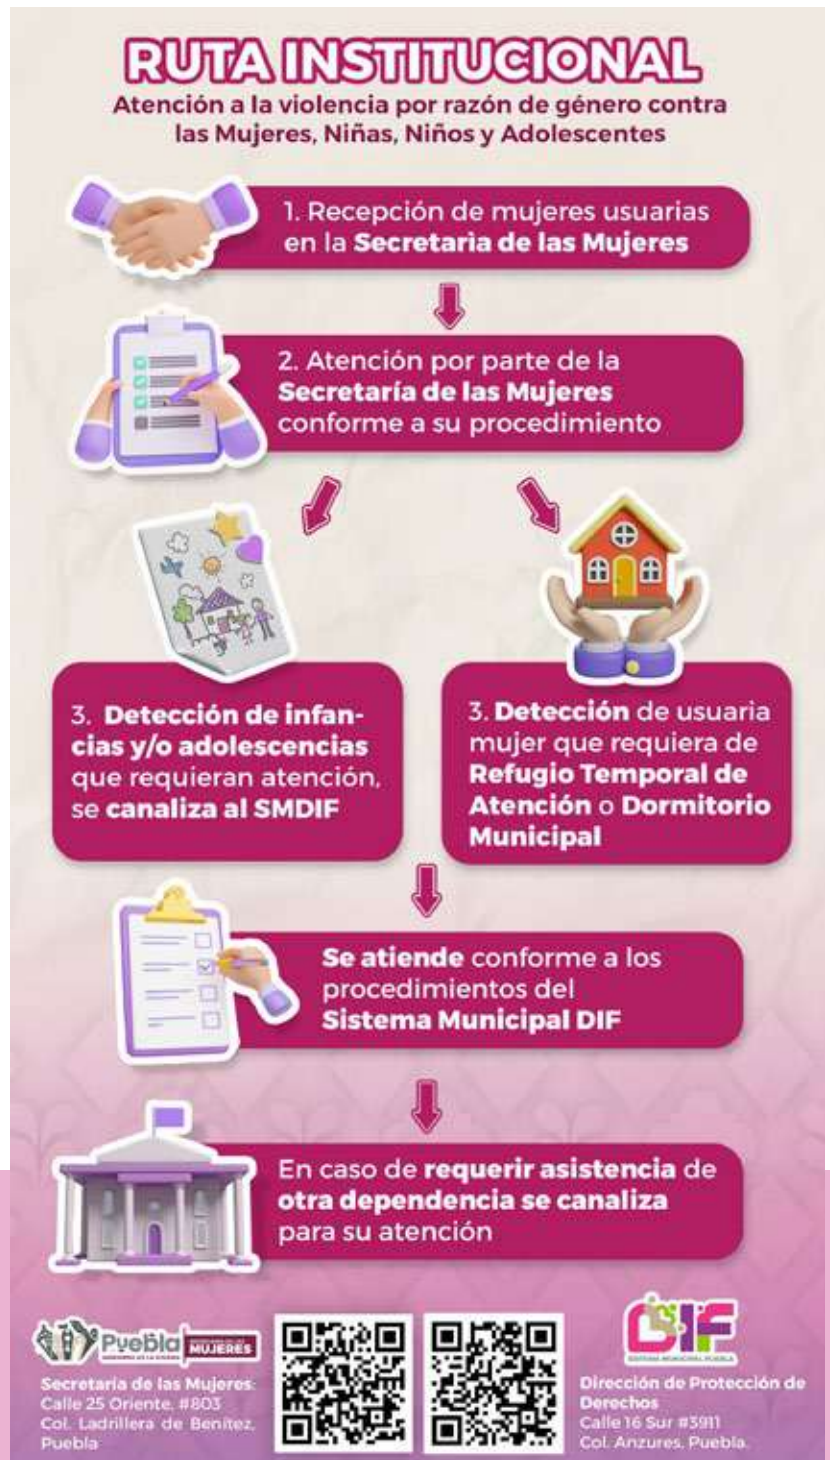 RUTA INSTITUCIONAL
Atención a la violencia por razón de género contra
las Mujeres, Niñas, Niños y Adolescentes
1. Recepción de mujeres usuarias
en la Secretaria de las Mujeres
2. Atención por parte de la
Secretaría de las Mujeres
conforme a su procedimiento
3. Detección de infan-
cias y/o adolescencias
que requieran atención,
se canaliza al SMDIF
3. Detección de usuaria
mujer que requiera de
Refugio Temporal de
Atención o Dormitorio
Municipal
Se atiende conforme a los
procedimientos del
Sistema Municipal DIF
En caso de requerir asistencia de
otra dependencia se canaliza
para su atención
Puebla
MUJERES
Secretaría de las Mujeres:
Calle 25 Oriente, #803
Col. Ladrillera de Benítez,
Puebla
DIF
SISTEMA MUNICIPAL PUEBLA
Dirección de Protección de
Derechos
Calle 16 Sur #3911
Col. Anzures, Puebla.